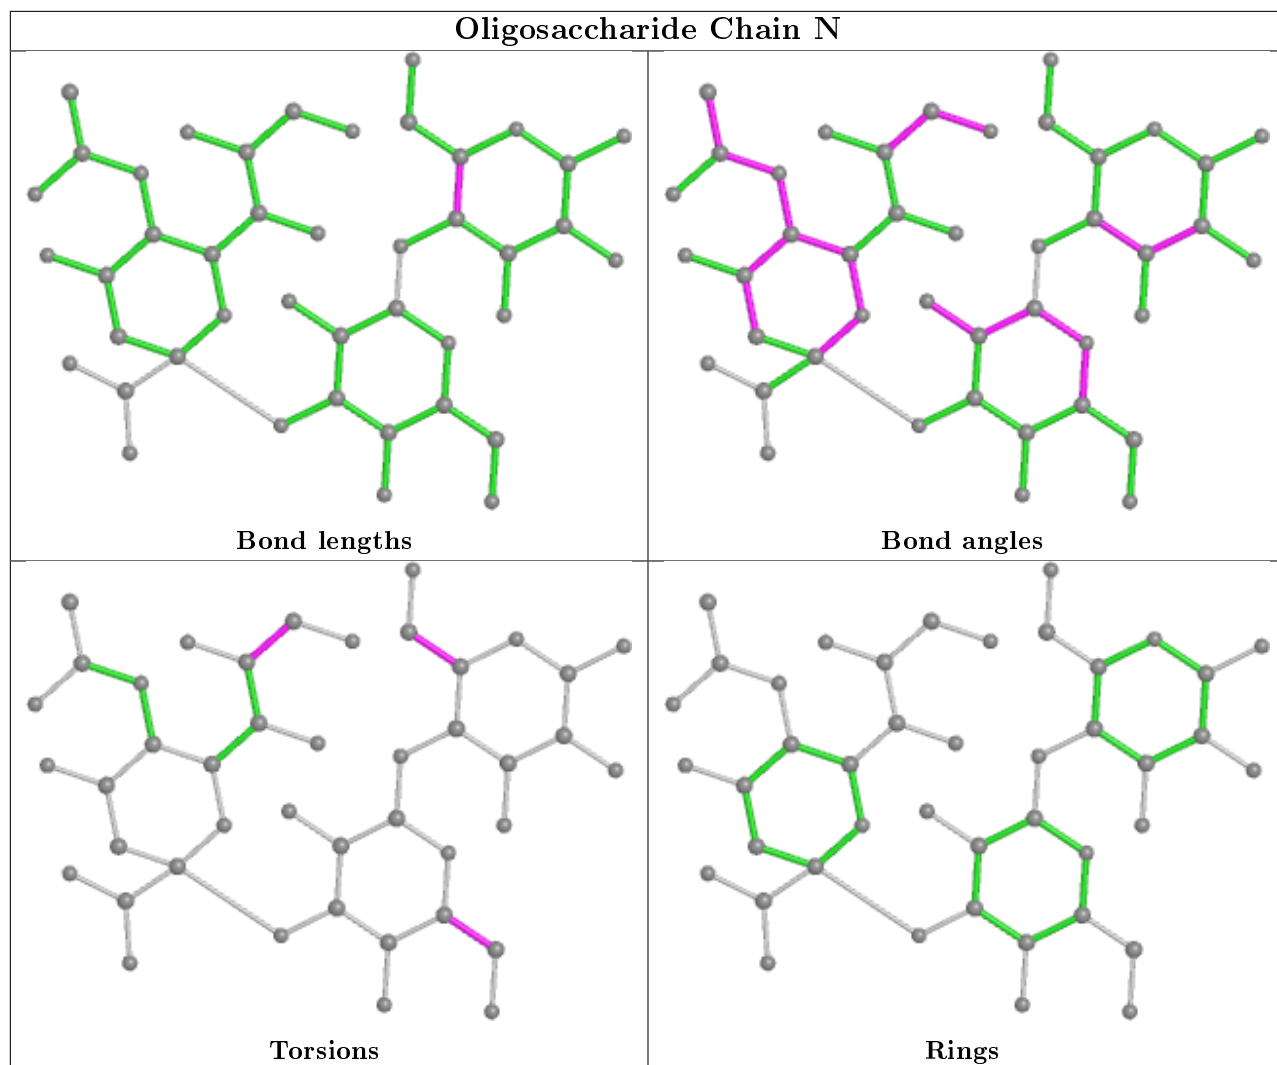 Oligosaccharide Chain N
Bond lengths
Bond angles
Torsions
Rings